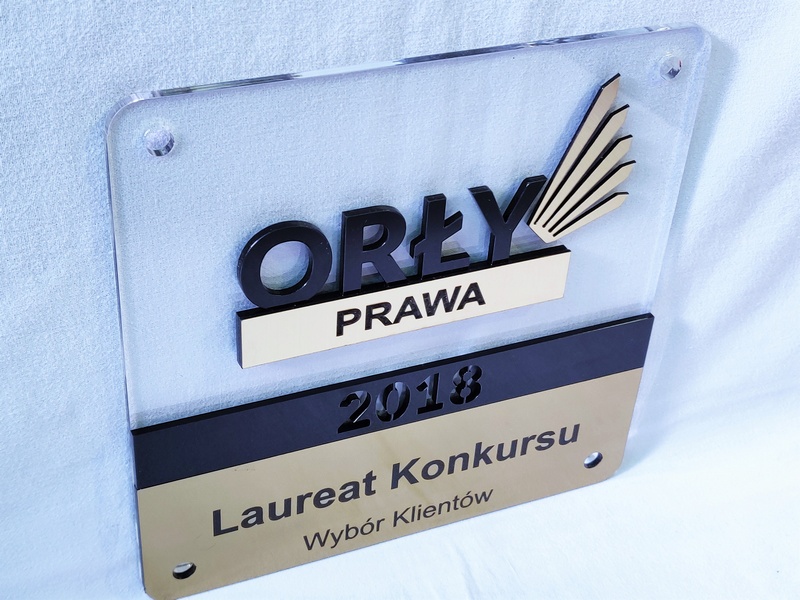 ORŁY
PRAWA
2018
Laureat Konkursu
Wybór Klientów